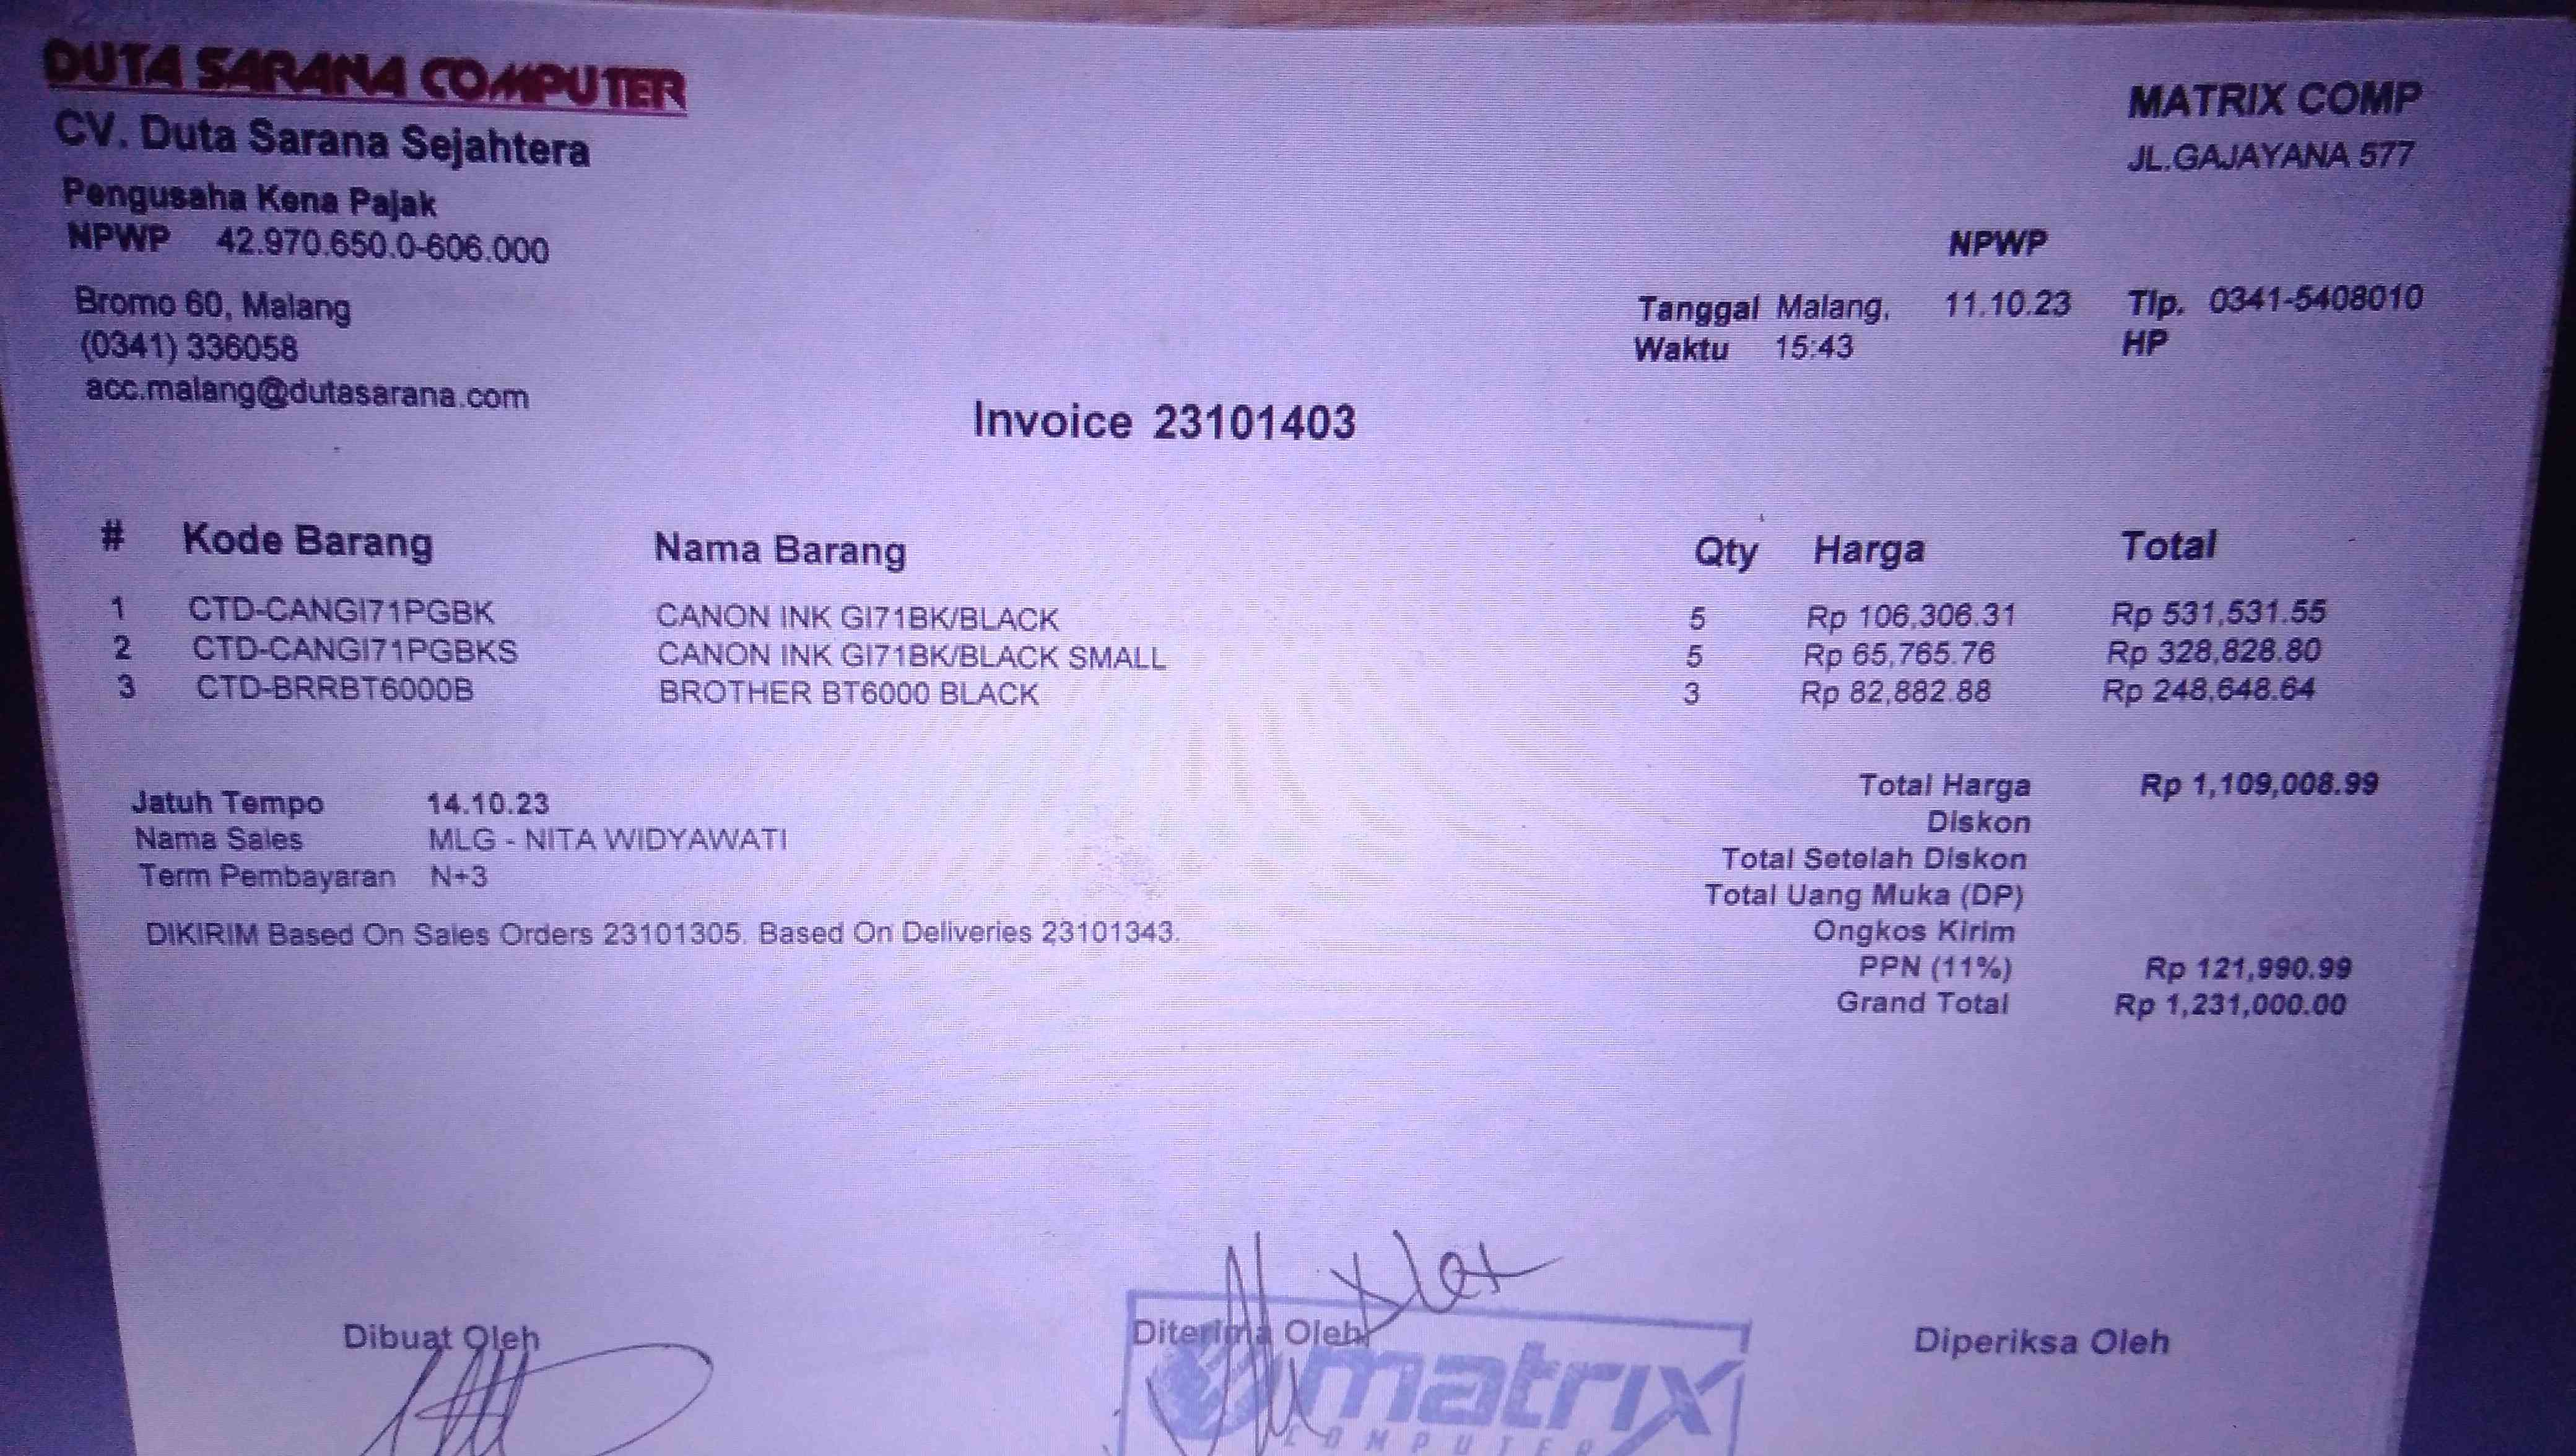 DUTA SARANA COMPUTER
CV. Duta Sarana Sejahtera
Pengusaha Kena Pajak
NPWP 42.970.650.0-606.000
Bromo 60, Malang
(0341) 336058
acc.malang@dutasarana.com
MATRIX COMP
JL.GAJAYANA 577
NPWP
Tanggal Malang, 11.10.23 Tlp. 0341-5408010
Waktu 15:43 HP
Invoice 23101403
# Kode Barang Nama Barang Qty Harga Total
1 CTD-CANGI71PGBK CANON INK GI71BK/BLACK 5 Rp 106,306.31 Rp 531,531.55
2 CTD-CANGI71PGBKS CANON INK GI71BK/BLACK SMALL 5 Rp 65,765.76 Rp 328,828.80
3 CTD-BRRBT6000B BROTHER BT6000 BLACK 3 Rp 82,882.88 Rp 248,648.64
Jatuh Tempo 14.10.23
Nama Sales MLG - NITA WIDYAWATI
Term Pembayaran N+3
DIKIRIM Based On Sales Orders 23101305. Based On Deliveries 23101343.
Total Harga Rp 1,109,008.99
Diskon
Total Setelah Diskon
Total Uang Muka (DP)
Ongkos Kirim
PPN (11%) Rp 121,990.99
Grand Total Rp 1,231,000.00
Dibuat Oleh Diterima Oleh Diperiksa Oleh
matrix
COMPUTER